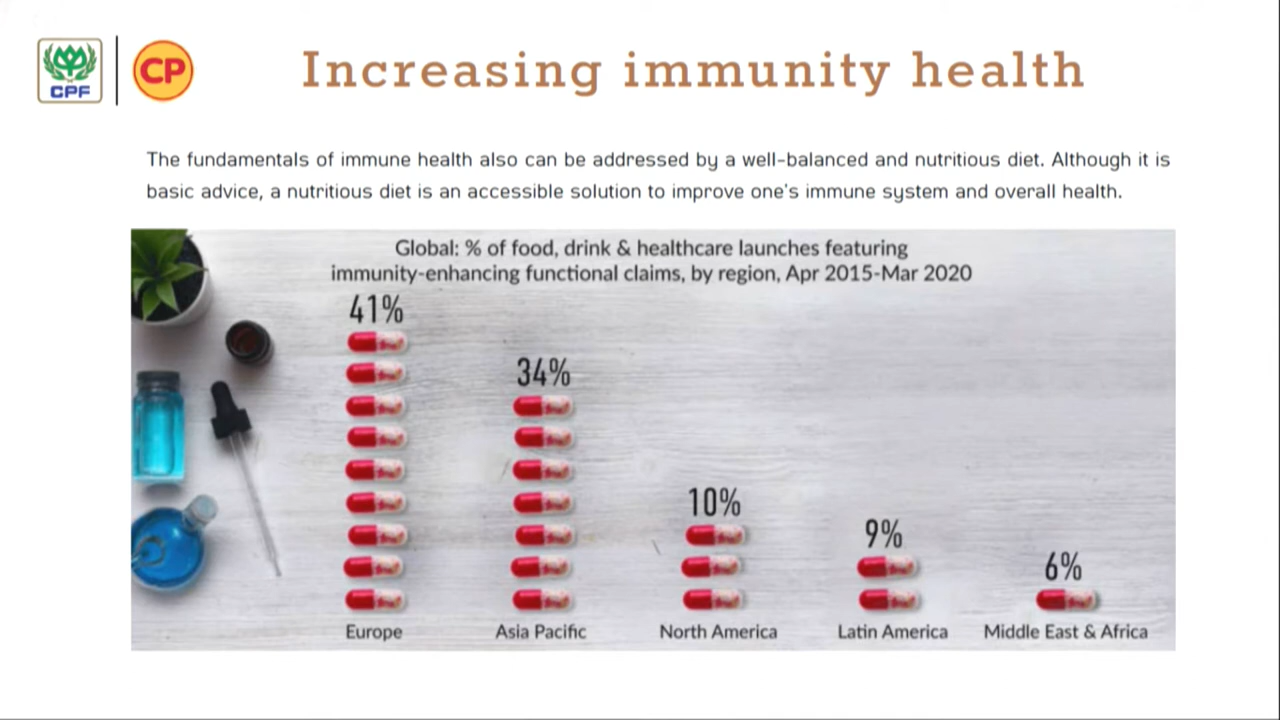 CPF
CP
Increasing immunity health
The fundamentals of immune health also can be addressed by a well-balanced and nutritious diet. Although it is
basic advice, a nutritious diet is an accessible solution to improve one's immune system and overall health.
Global: % of food, drink & healthcare launches featuring
immunity-enhancing functional claims, by region, Apr 2015-Mar 2020
41%
34%
10%
9%
6%
Europe
Asia Pacific
North America
Latin America
Middle East & Africa